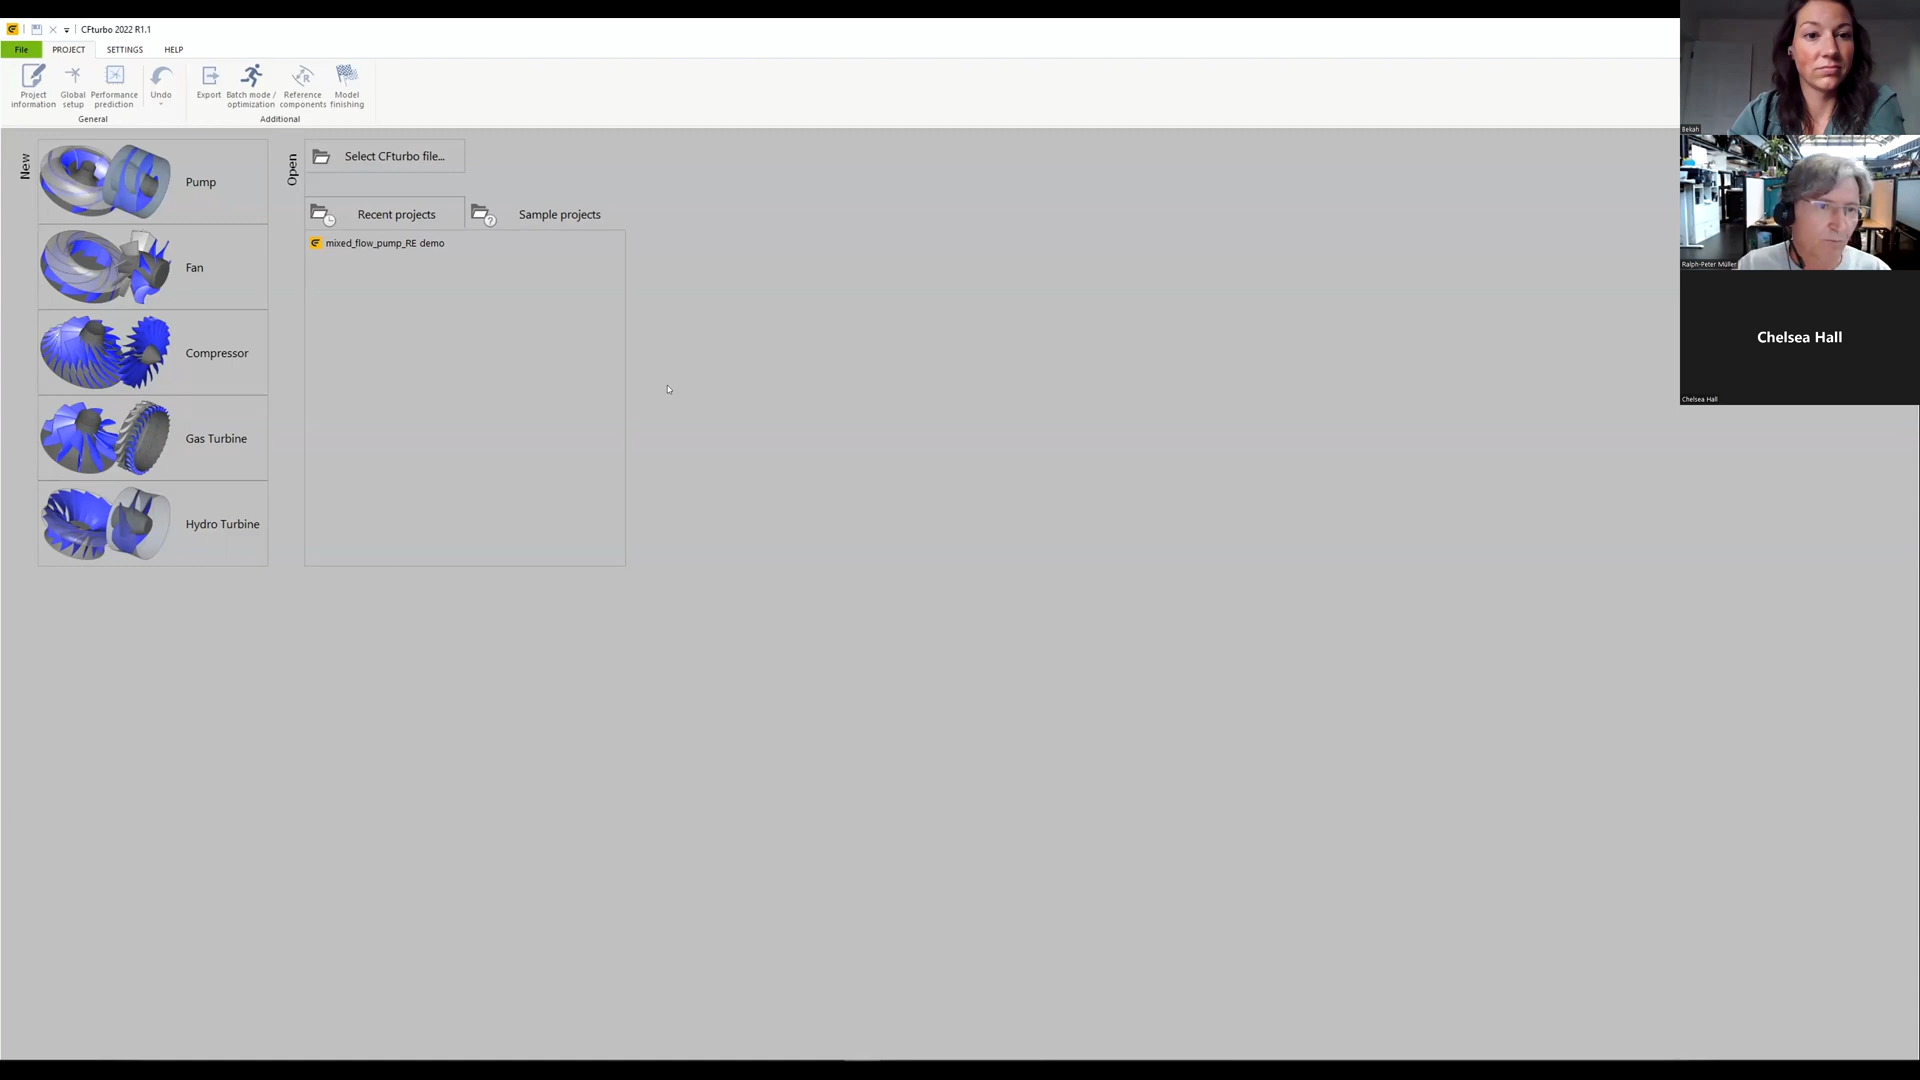 CFturbo 2022 R1.1
File PROJECT SETTINGS HELP
Project information
Global setup
Performance prediction
Undo
Export
Batch mode / optimization
Reference components
Model finishing
General
Additional
New
Pump
Fan
Compressor
Gas Turbine
Hydro Turbine
Open
Select CFturbo file...
Recent projects
Sample projects
mixed_flow_pump_RE demo
Bekah
Ralph-Peter Müller
Chelsea Hall
Chelsea Hall